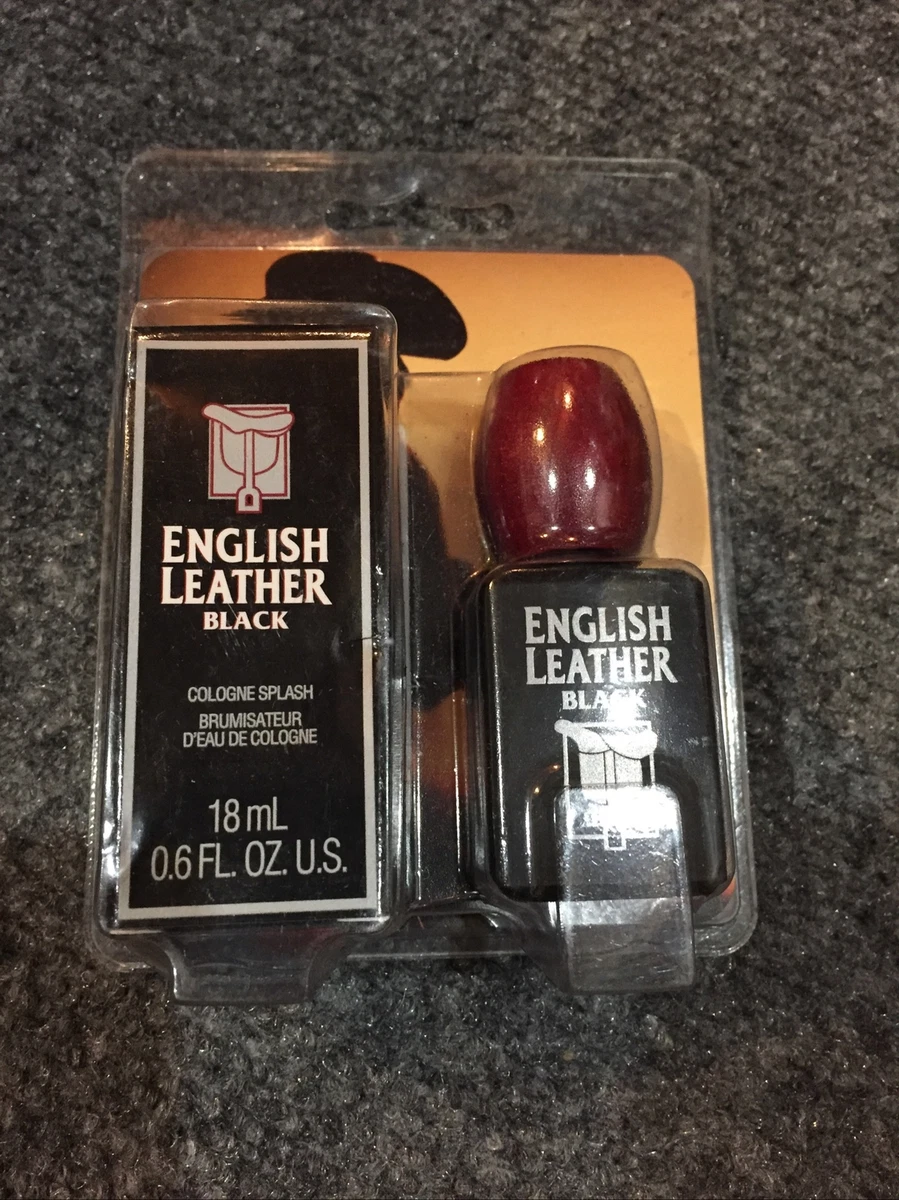 ENGLISH
LEATHER
BLACK
COLOGNE SPLASH
BRUMISATEUR
D'EAU DE COLOGNE
18 mL
0.6 FL. OZ. U.S.
ENGLISH
LEATHER
BLACK